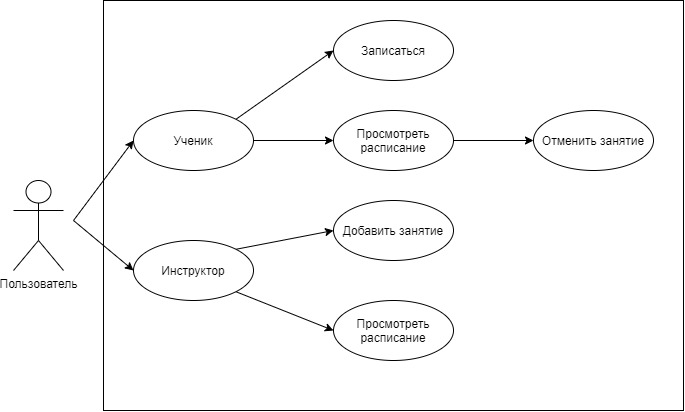 Записаться
Ученик
Просмотреть
расписание
Отменить занятие
Добавить занятие
Инструктор
Пользователь
Просмотреть
расписание